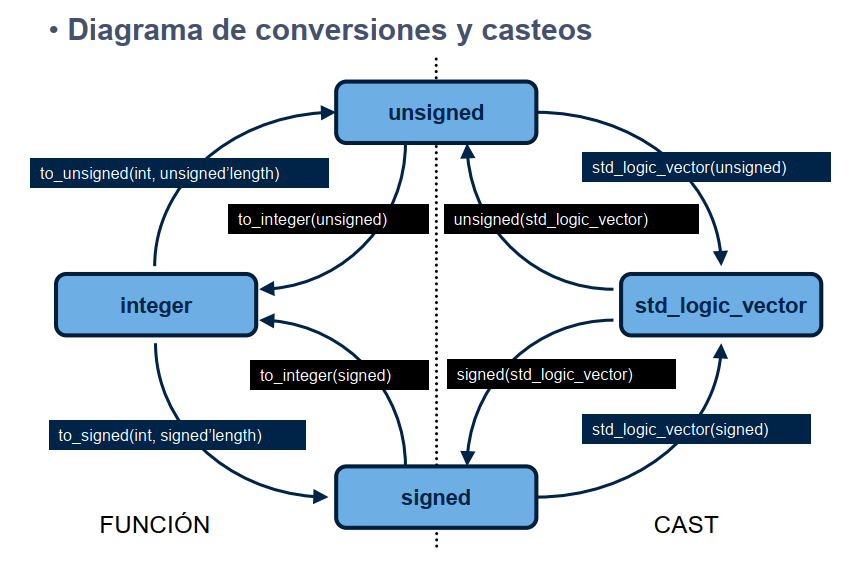 • Diagrama de conversiones y casteos
unsigned
to_unsigned(int, unsigned’length)
std_logic_vector(unsigned)
to_integer(unsigned)
unsigned(std_logic_vector)
integer
std_logic_vector
to_integer(signed)
signed(std_logic_vector)
to_signed(int, signed’length)
std_logic_vector(signed)
signed
FUNCIÓN
CAST